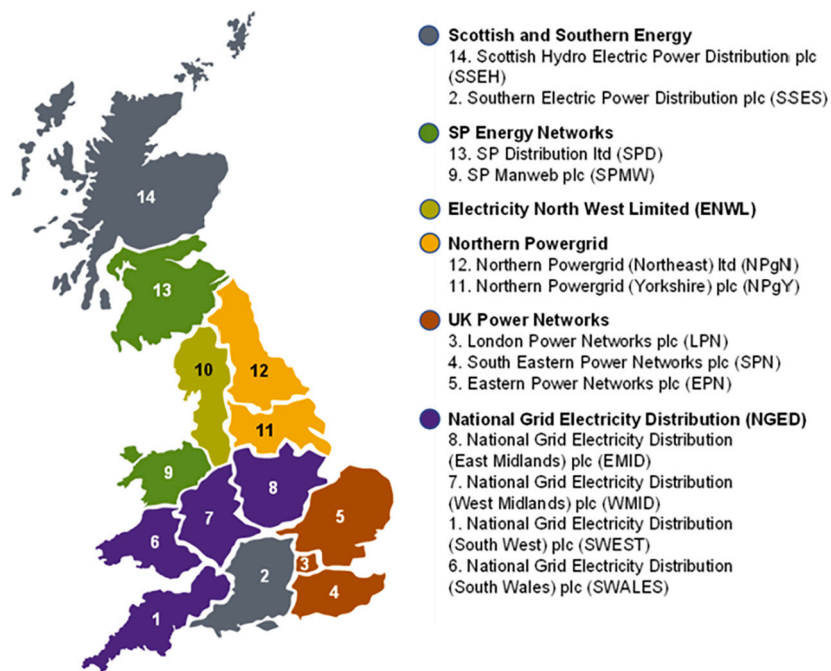 Scottish and Southern Energy
14. Scottish Hydro Electric Power Distribution plc
(SSEH)
2. Southern Electric Power Distribution plc (SSES)
SP Energy Networks
13. SP Distribution ltd (SPD)
9. SP Manweb plc (SPMW)
Electricity North West Limited (ENWL)
Northern Powergrid
12. Northern Powergrid (Northeast) ltd (NPgN)
11. Northern Powergrid (Yorkshire) plc (NPgY)
UK Power Networks
3. London Power Networks plc (LPN)
4. South Eastern Power Networks plc (SPN)
5. Eastern Power Networks plc (EPN)
National Grid Electricity Distribution (NGED)
8. National Grid Electricity Distribution
(East Midlands) plc (EMID)
7. National Grid Electricity Distribution
(West Midlands) plc (WMID)
1. National Grid Electricity Distribution
(South West) plc (SWEST)
6. National Grid Electricity Distribution
(South Wales) plc (SWALES)
14
13
10
12
11
9
8
7
5
6
3
2
4
1